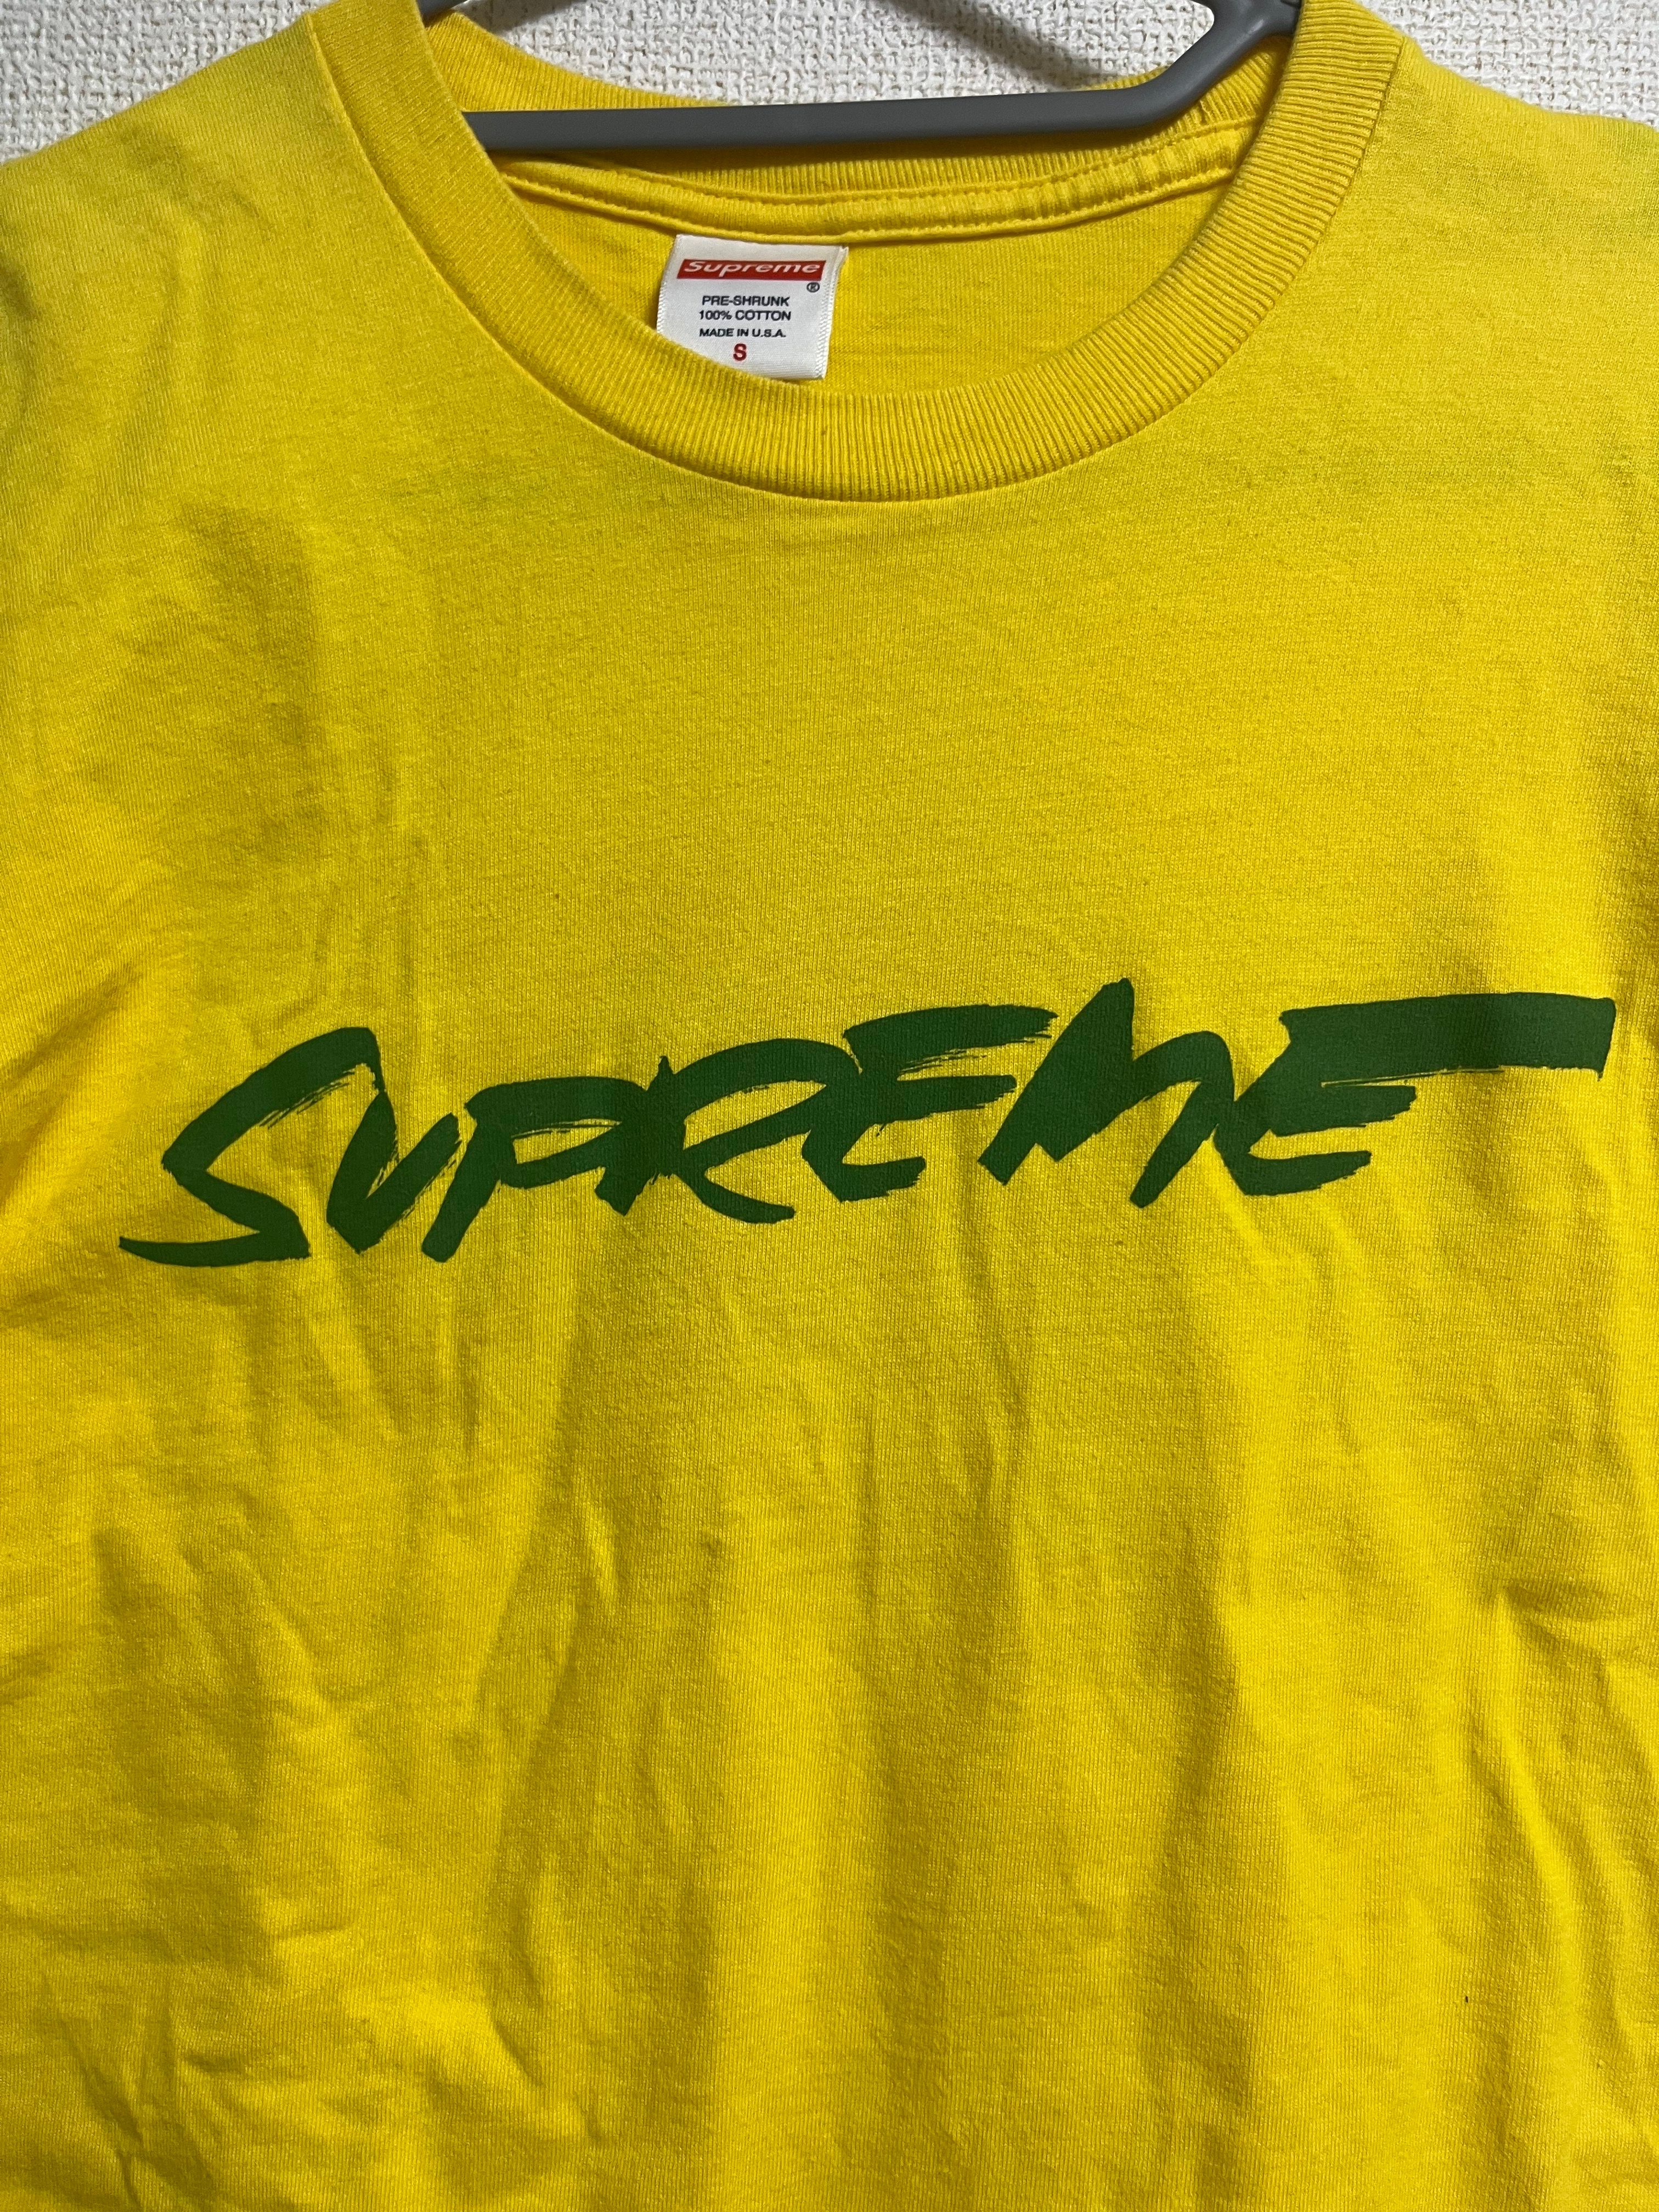 Supreme®
PRE-SHRUNK
100% COTTON
MADE IN U.S.A.
S
SUPREME